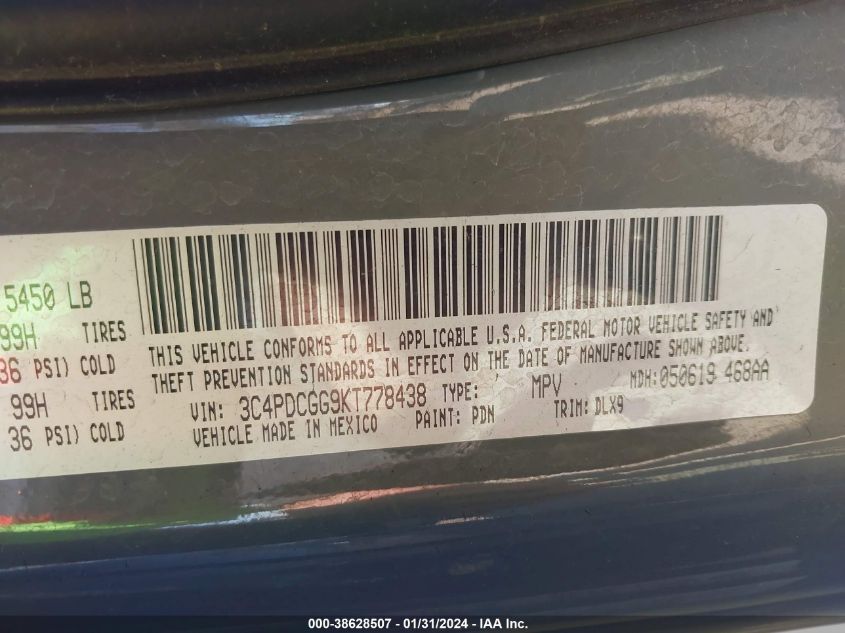 5450 LB
99H TIRES
36 PSI) COLD
99H TIRES
36 PSI) COLD
THIS VEHICLE CONFORMS TO ALL APPLICABLE U.S.A. FEDERAL MOTOR VEHICLE SAFETY AND
THEFT PREVENTION STANDARDS IN EFFECT ON THE DATE OF MANUFACTURE SHOWN ABOVE.
VIN: 3C4PDCGG9KT778438 TYPE: MPV MDH:050619 468AA
VEHICLE MADE IN MEXICO PAINT: PDN TRIM: DLX9
000-38628507 - 01/31/2024 - IAAI.com